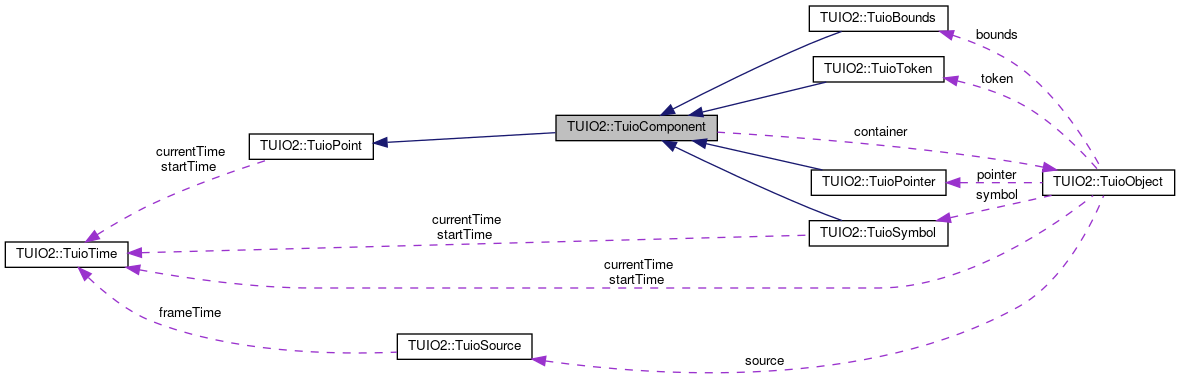 TUIO2::TuioBounds
bounds
TUIO2::TuioToken
token
TUIO2::TuioComponent
container
TUIO2::TuioPoint
currentTime
startTime
TUIO2::TuioPointer
pointer
TUIO2::TuioObject
symbol
TUIO2::TuioSymbol
currentTime
startTime
TUIO2::TuioTime
currentTime
startTime
frameTime
TUIO2::TuioSource
source